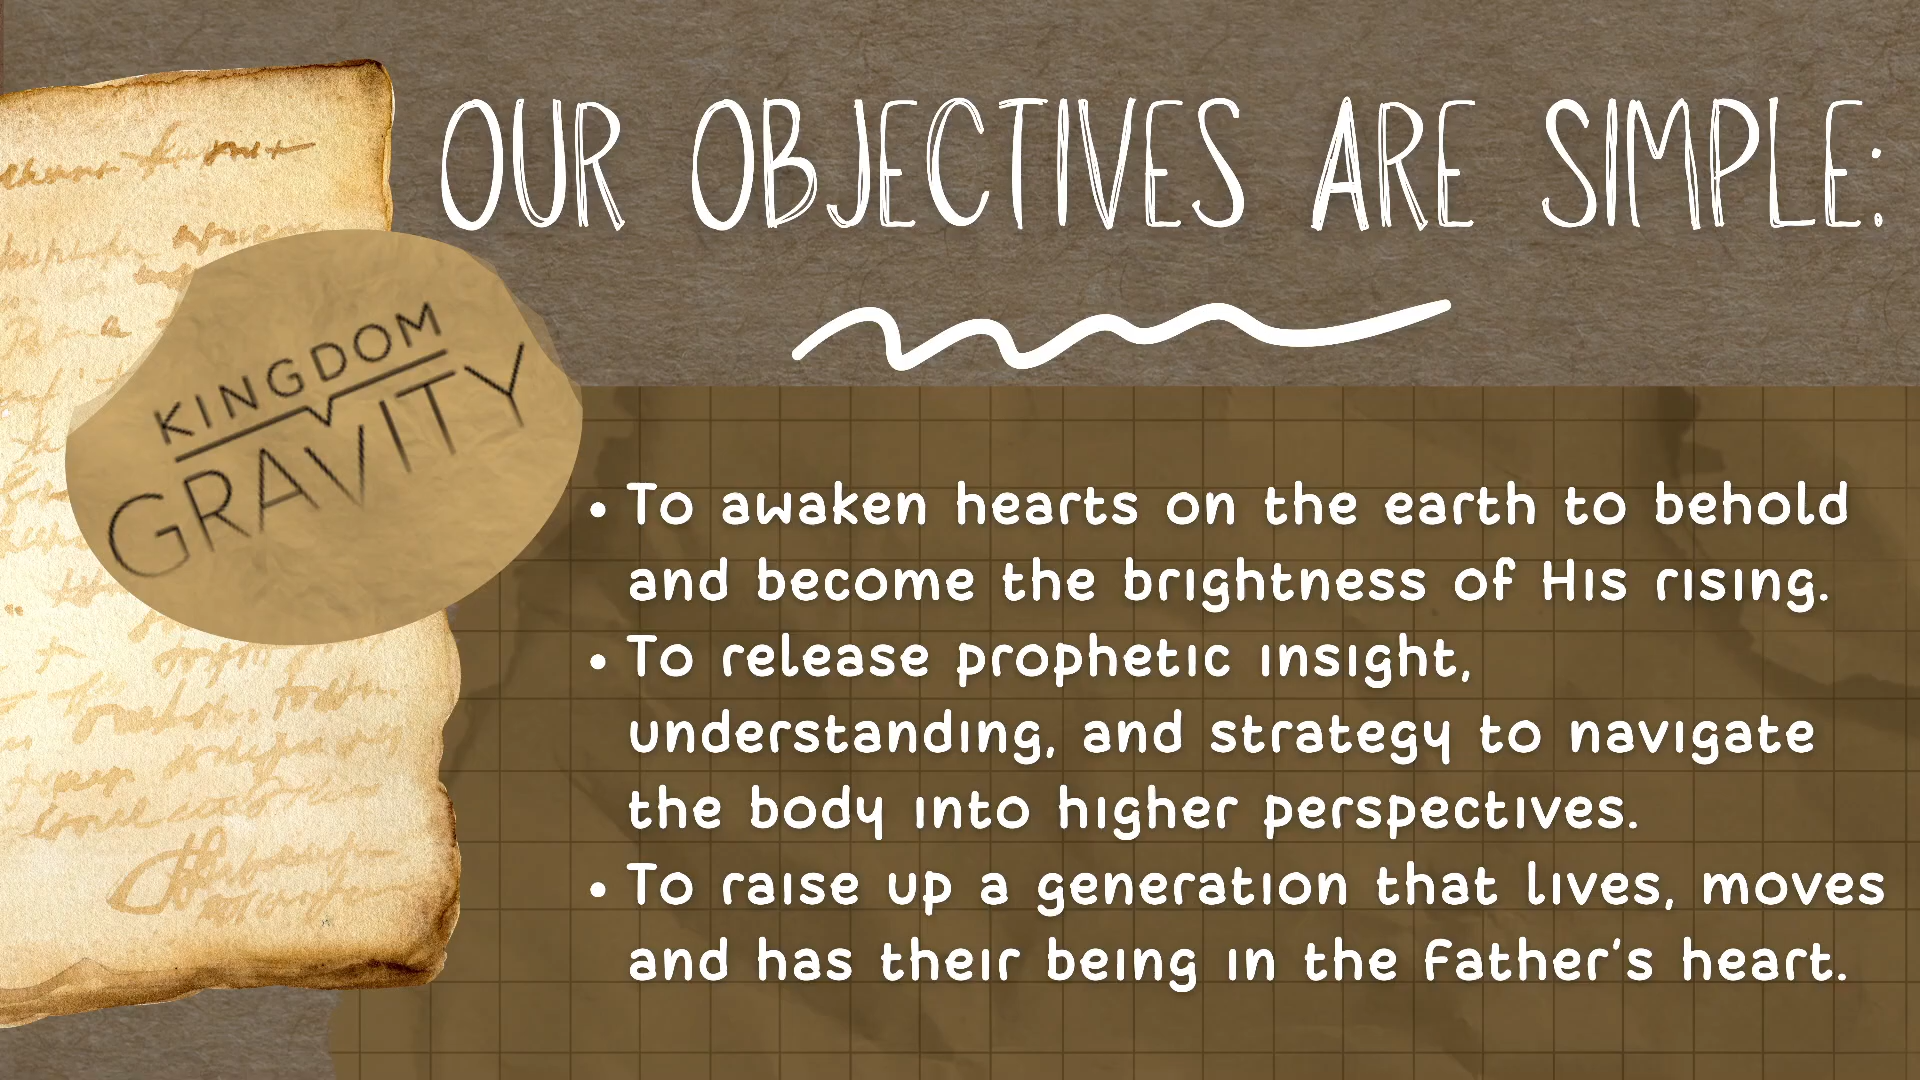 OUR OBJECTIVES ARE SIMPLE:
KINGDOM
GRAVITY
• To awaken hearts on the earth to behold
and become the brightness of His rising.
• To release prophetic insight,
understanding, and strategy to navigate
the body into higher perspectives.
• To raise up a generation that lives, moves
and has their being in the Father's heart.